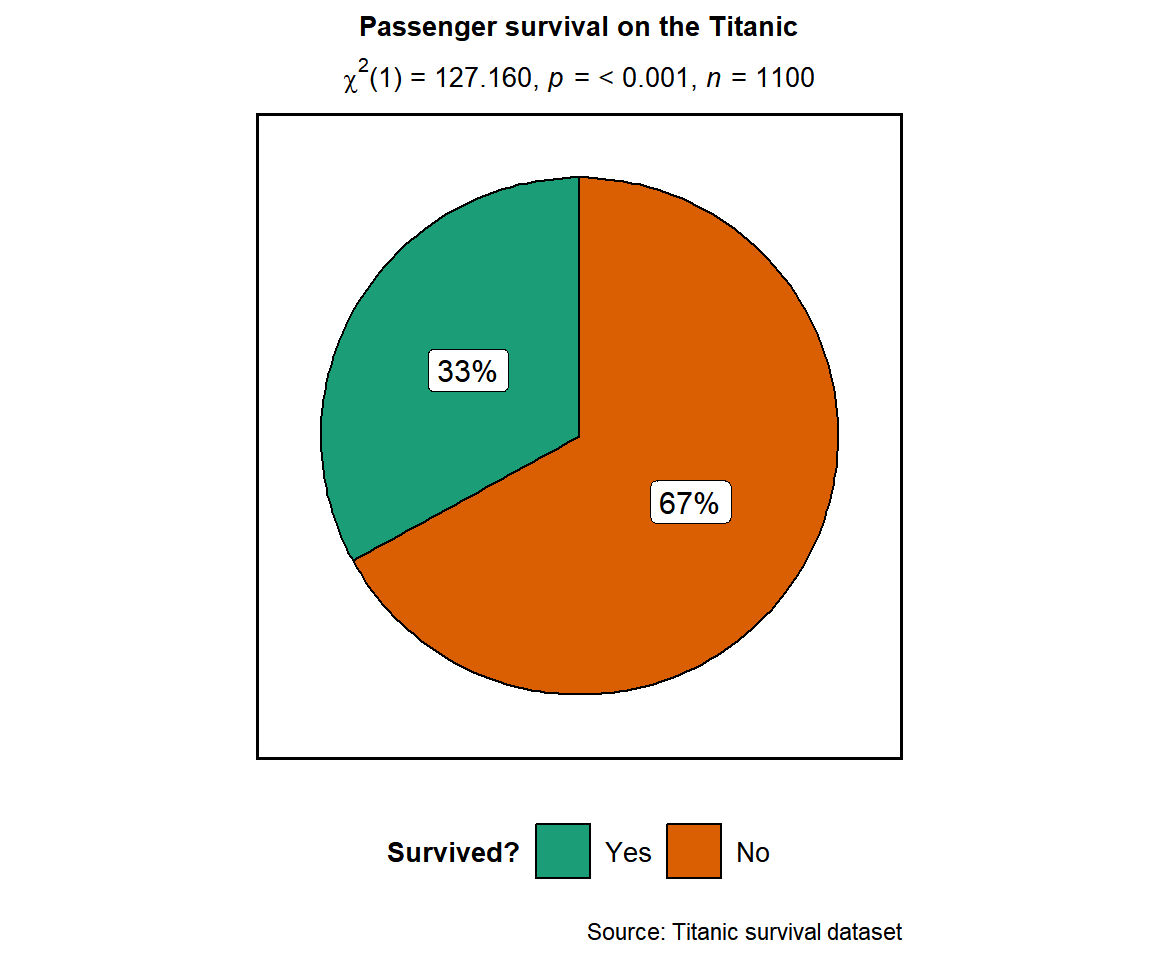 Passenger survival on the Titanic
χ²(1) = 127.160, p = < 0.001, n = 1100
33%
67%
Survived? Yes No
Source: Titanic survival dataset